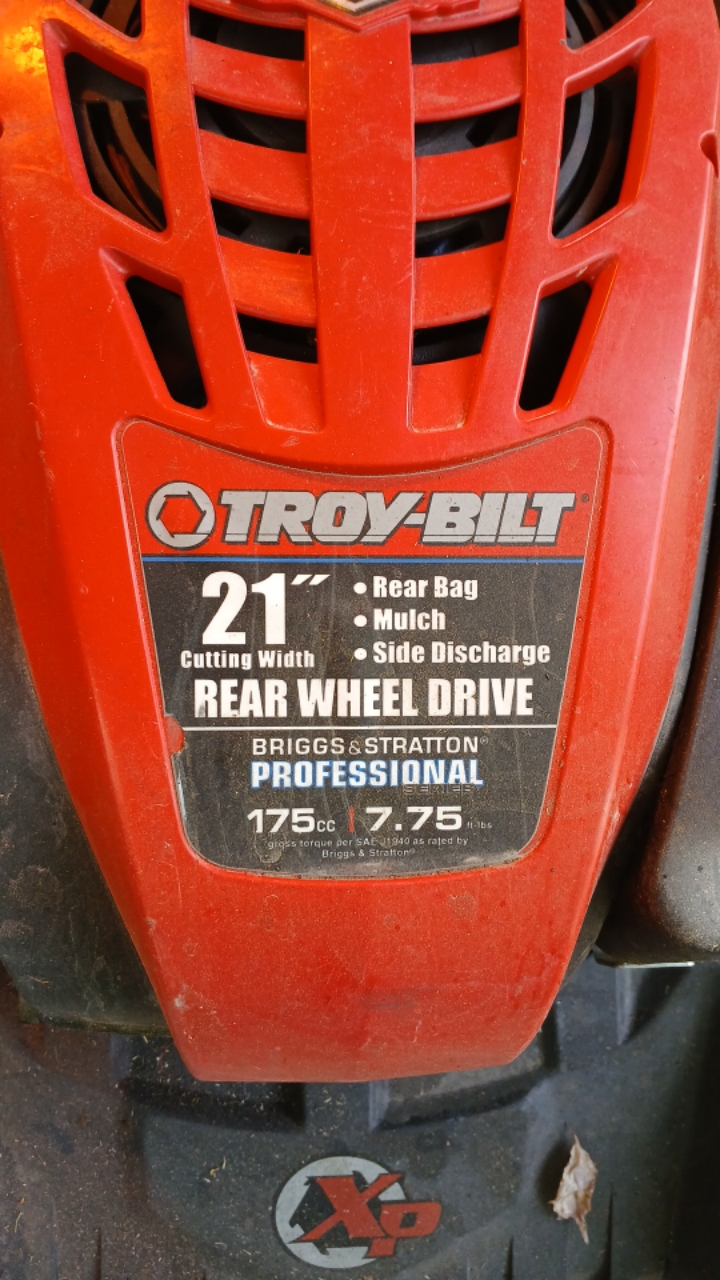 TROY-BILT®
21"
Cutting Width
• Rear Bag
• Mulch
• Side Discharge
REAR WHEEL DRIVE
BRIGGS & STRATTON®
PROFESSIONAL
SERIES
175cc | 7.75 ft-lbs
gross torque per SAE J1940 as rated by
Briggs & Stratton®
XP